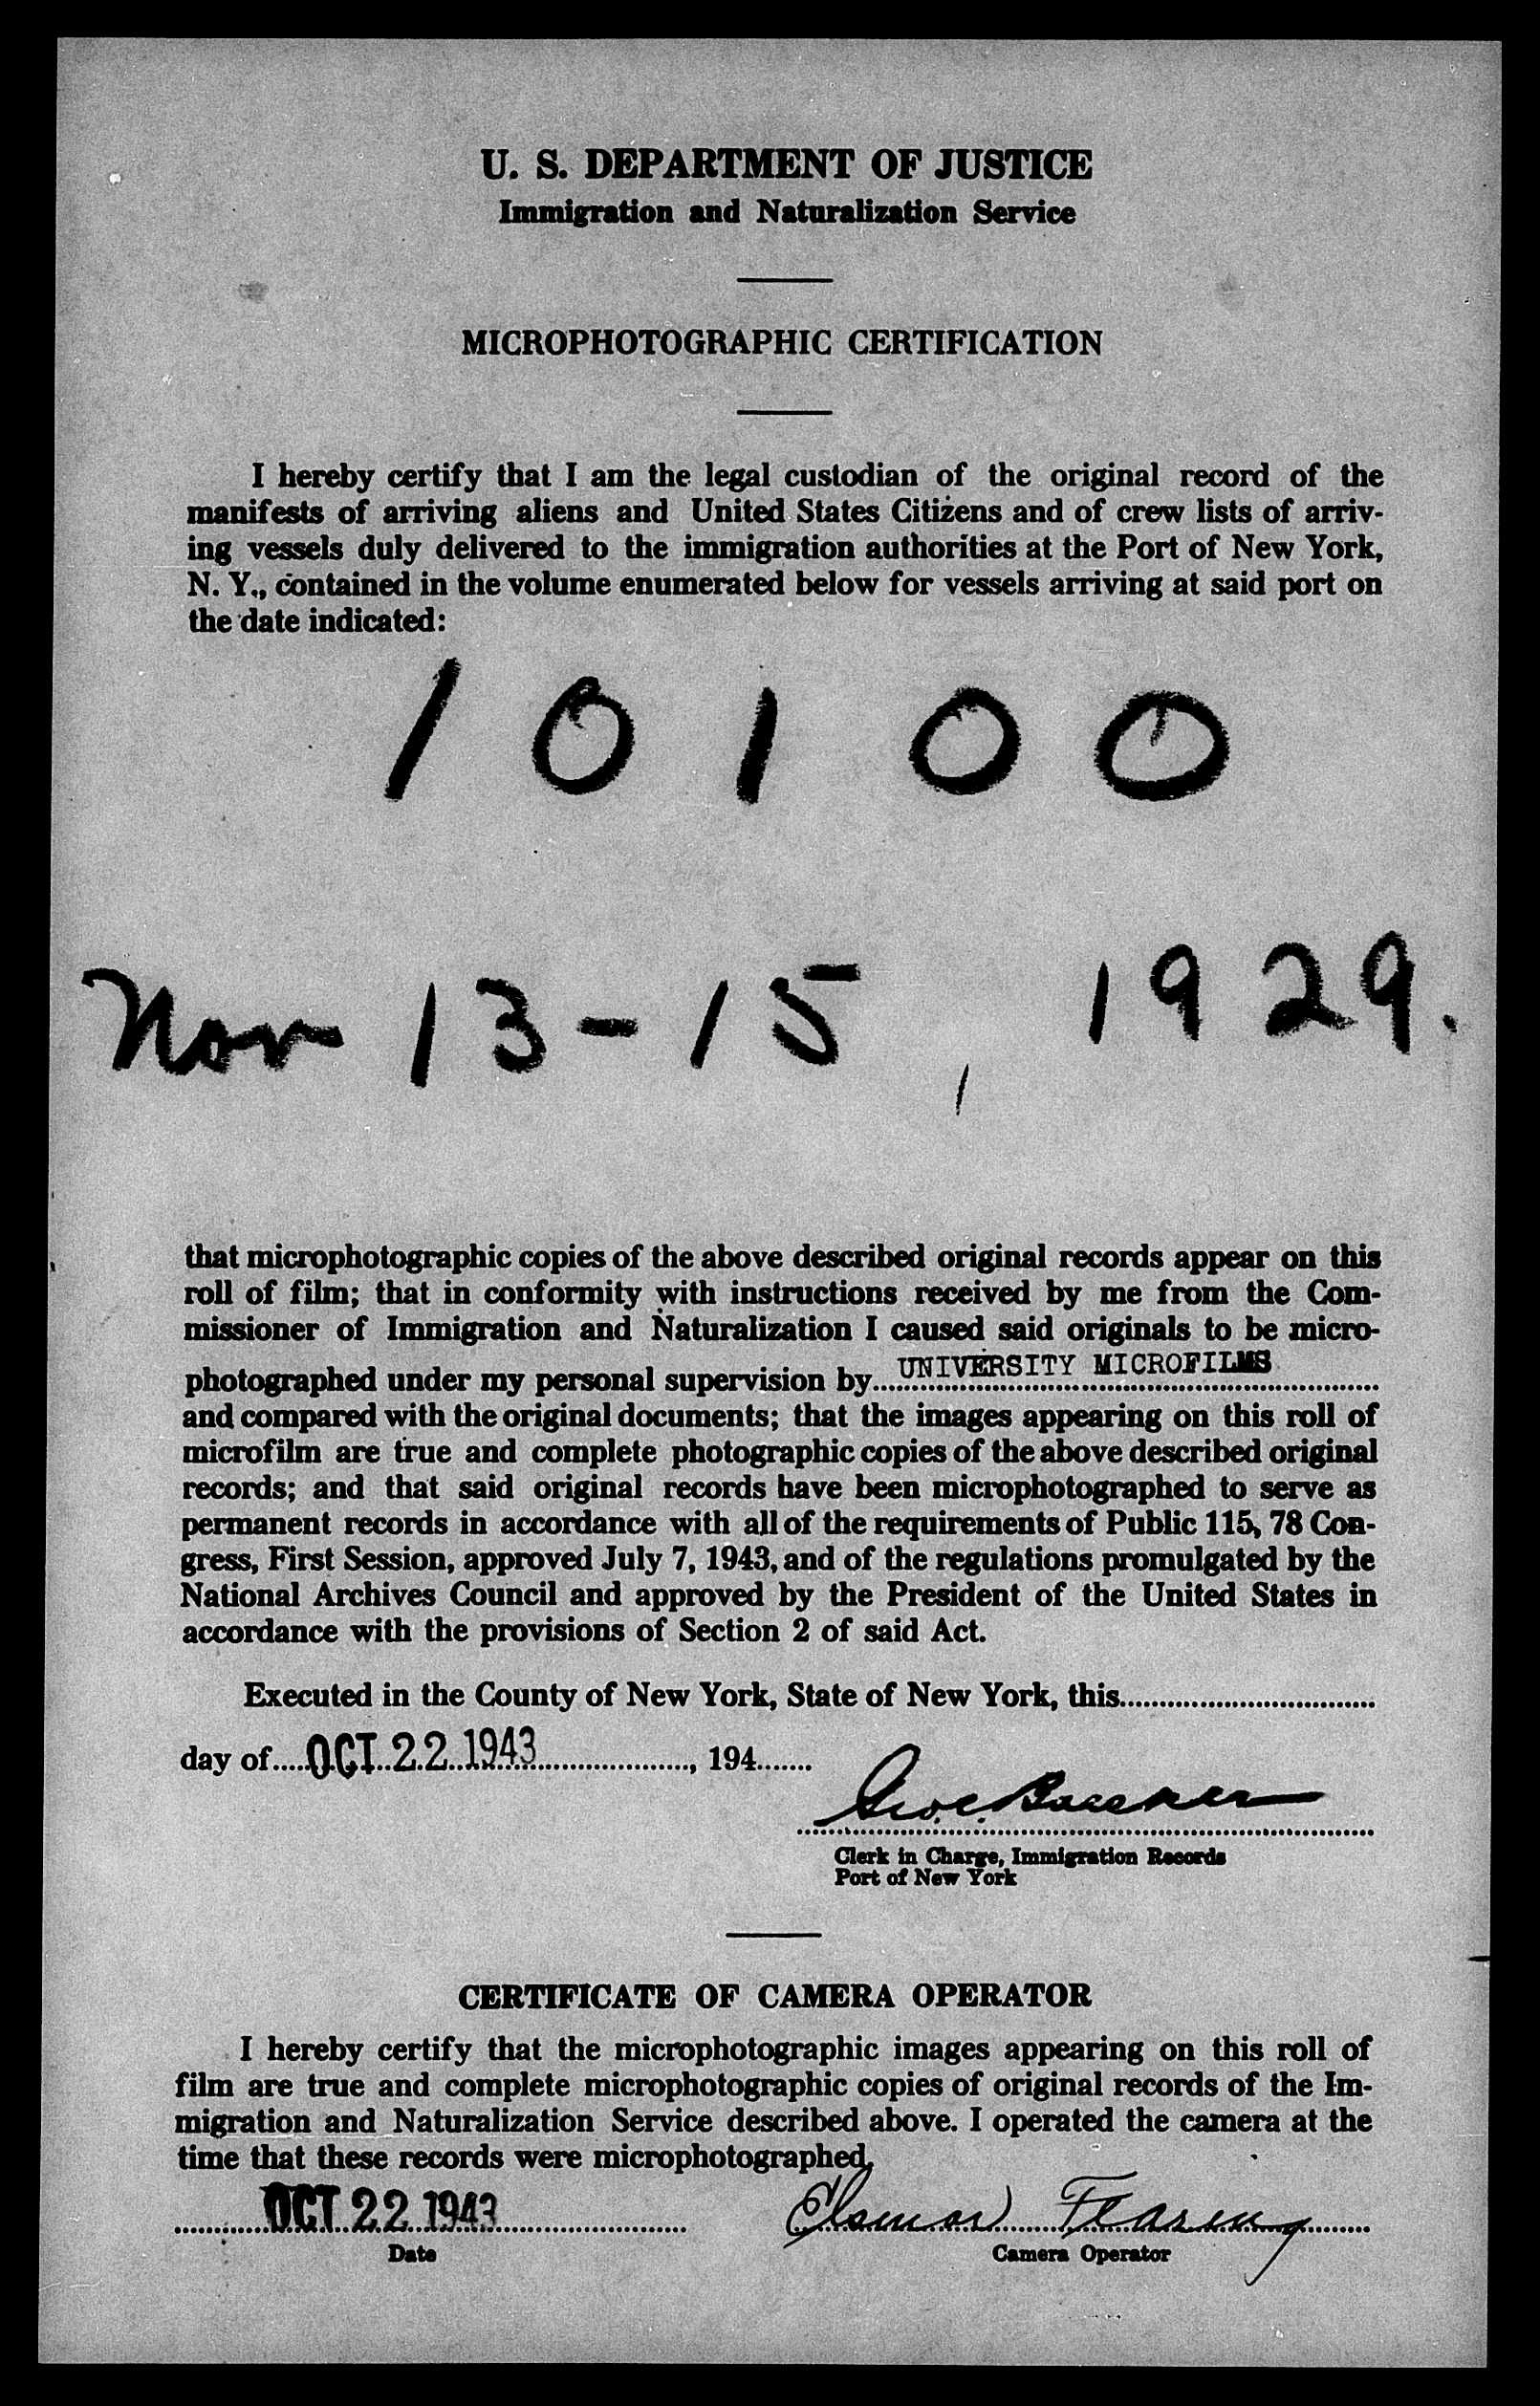 U. S. DEPARTMENT OF JUSTICE
Immigration and Naturalization Service
MICROPHOTOGRAPHIC CERTIFICATION
I hereby certify that I am the legal custodian of the original record of the
manifests of arriving aliens and United States Citizens and of crew lists of arriv-
ing vessels duly delivered to the immigration authorities at the Port of New York,
N. Y., contained in the volume enumerated below for vessels arriving at said port on
the date indicated:
10100
Nov 13-15, 1929.
that microphotographic copies of the above described original records appear on this
roll of film; that in conformity with instructions received by me from the Com-
missioner of Immigration and Naturalization I caused said originals to be micro-
photographed under my personal supervision by UNIVERSITY MICROFILMS
and compared with the original documents; that the images appearing on this roll of
microfilm are true and complete photographic copies of the above described original
records; and that said original records have been microphotographed to serve as
permanent records in accordance with all of the requirements of Public 115, 78 Con-
gress, First Session, approved July 7, 1943, and of the regulations promulgated by the
National Archives Council and approved by the President of the United States in
accordance with the provisions of Section 2 of said Act.
Executed in the County of New York, State of New York, this
day of OCT 22 1943, 194
Geo. C.
Clerk in Charge, Immigration Records
Port of New York
CERTIFICATE OF CAMERA OPERATOR
I hereby certify that the microphotographic images appearing on this roll of
film are true and complete microphotographic copies of original records of the Im-
migration and Naturalization Service described above. I operated the camera at the
time that these records were microphotographed.
OCT 22 1943
Date
Camera Operator